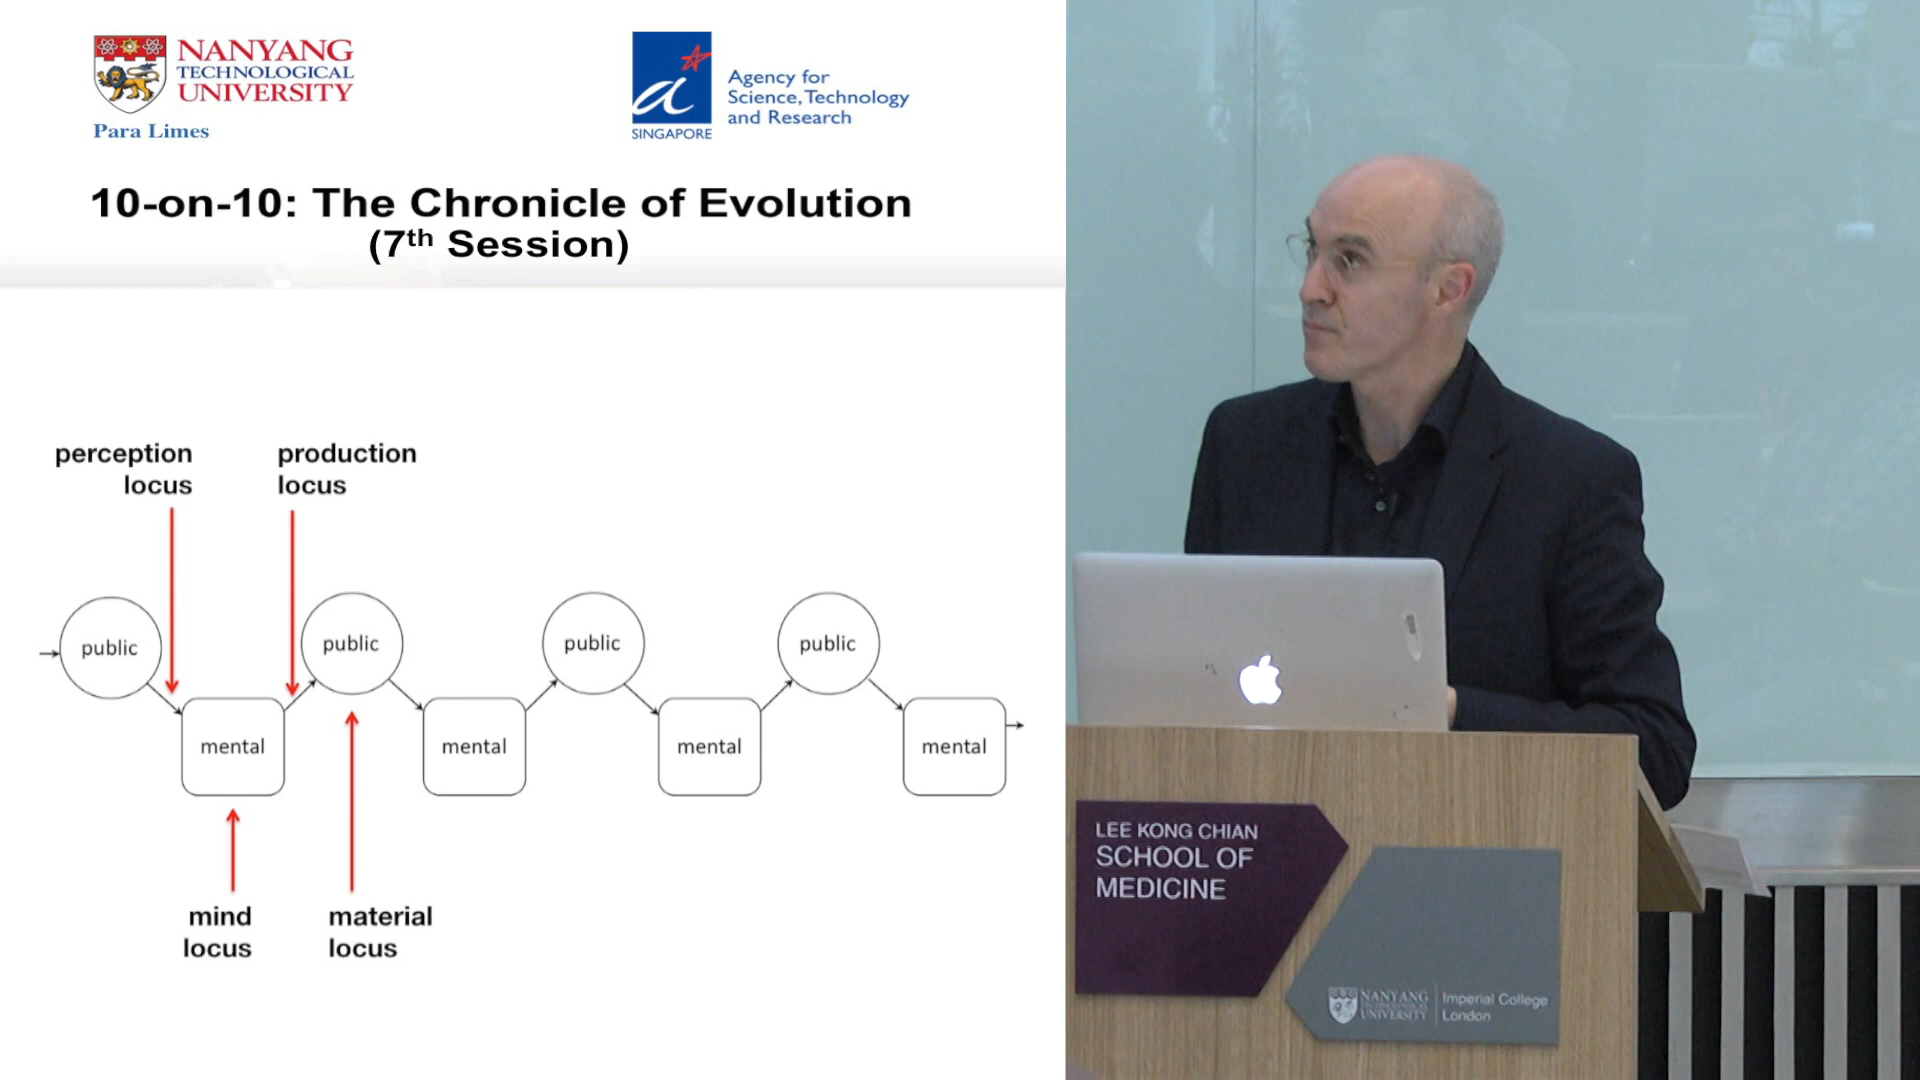 NANYANG
TECHNOLOGICAL
UNIVERSITY
Para Limes
a
SINGAPORE
Agency for
Science, Technology
and Research
10-on-10: The Chronicle of Evolution
(7th Session)
perception
locus
production
locus
public
public
public
public
mental
mental
mental
mental
mind
locus
material
locus
LEE KONG CHIAN
SCHOOL OF
MEDICINE
NANYANG
UNIVERSITY
Imperial College
London